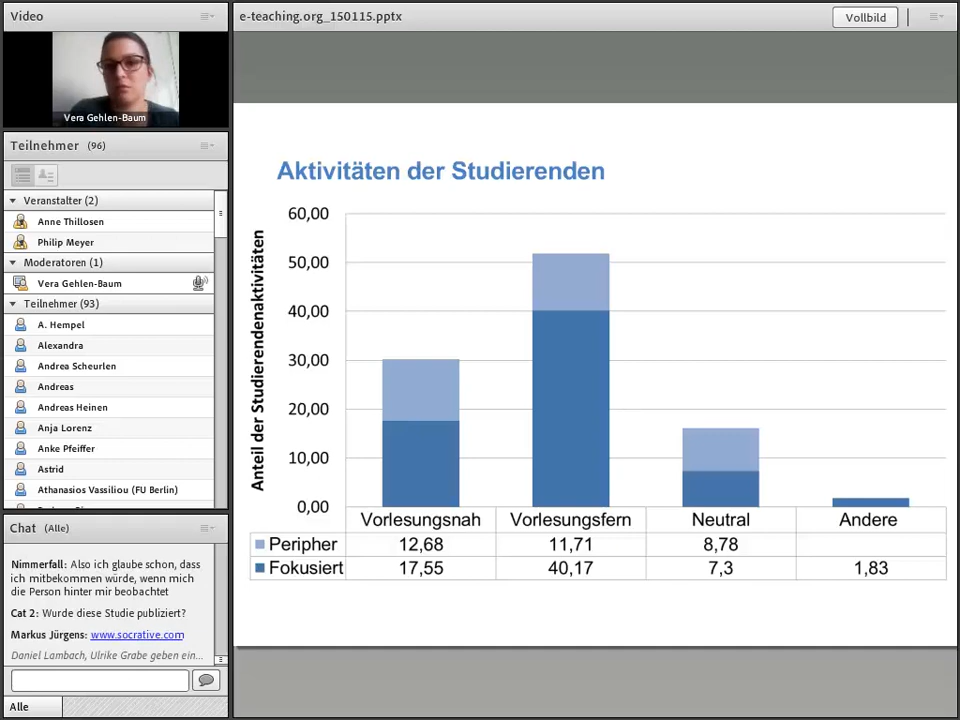 Video
Vera Gehlen-Baum
Teilnehmer (96)
Veranstalter (2)
Anne Thillosen
Philip Meyer
Moderatoren (1)
Vera Gehlen-Baum
Teilnehmer (93)
A. Hempel
Alexandra
Andrea Scheurlen
Andreas
Andreas Heinen
Anja Lorenz
Anke Pfeiffer
Astrid
Athanasios Vassiliou (FU Berlin)
Chat (Alle)
Nimmerfall: Also ich glaube schon, dass
ich mitbekommen würde, wenn mich
die Person hinter mir beobachtet
Cat 2: Wurde diese Studie publiziert?
Markus Jürgens: www.socrative.com
Daniel Lambach, Ulrike Grabe geben ein...
Alle
e-teaching.org_150115.pptx
Vollbild
Aktivitäten der Studierenden
Anteil der Studierendenaktivitäten
60,00
50,00
40,00
30,00
20,00
10,00
0,00
Vorlesungsnah Vorlesungsfern Neutral Andere
Peripher 12,68 11,71 8,78
Fokusiert 17,55 40,17 7,3 1,83